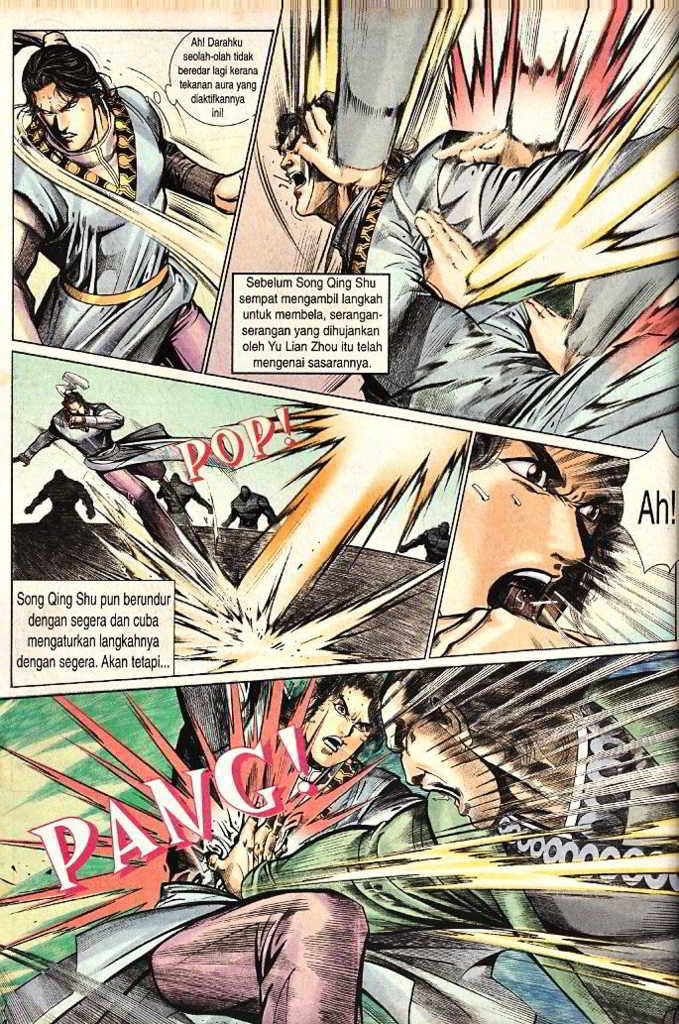 Ah! Darahku
seolah-olah tidak
beredar lagi kerana
tekanan aura yang
diaktifkannya
ini!
Sebelum Song Qing Shu
sempat mengambil langkah
untuk membela, serangan-
serangan yang dihujankan
oleh Yu Lian Zhou itu telah
mengenai sasarannya.
POP!
Song Qing Shu pun berundur
dengan segera dan cuba
mengaturkan langkahnya
dengan segera. Akan tetapi...
Ah!
PANG!